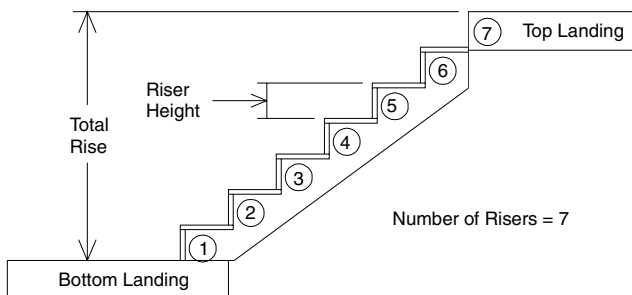 7 Top Landing
6
Riser
Height
5
Total
Rise
4
3
2
Number of Risers = 7
1
Bottom Landing